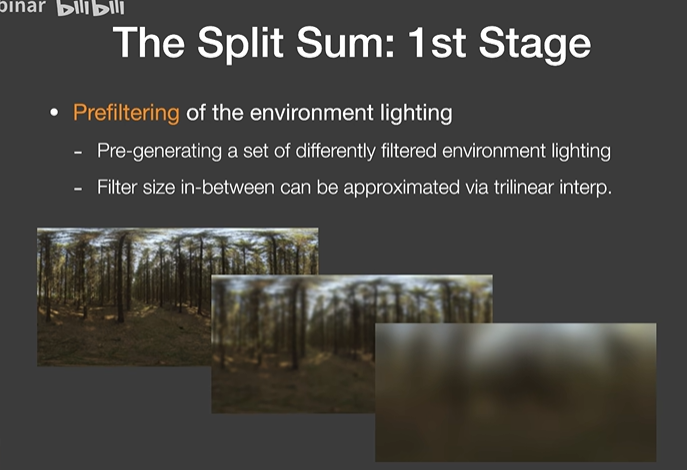 binar bilibili
The Split Sum: 1st Stage
• Prefiltering of the environment lighting
- Pre-generating a set of differently filtered environment lighting
- Filter size in-between can be approximated via trilinear interp.